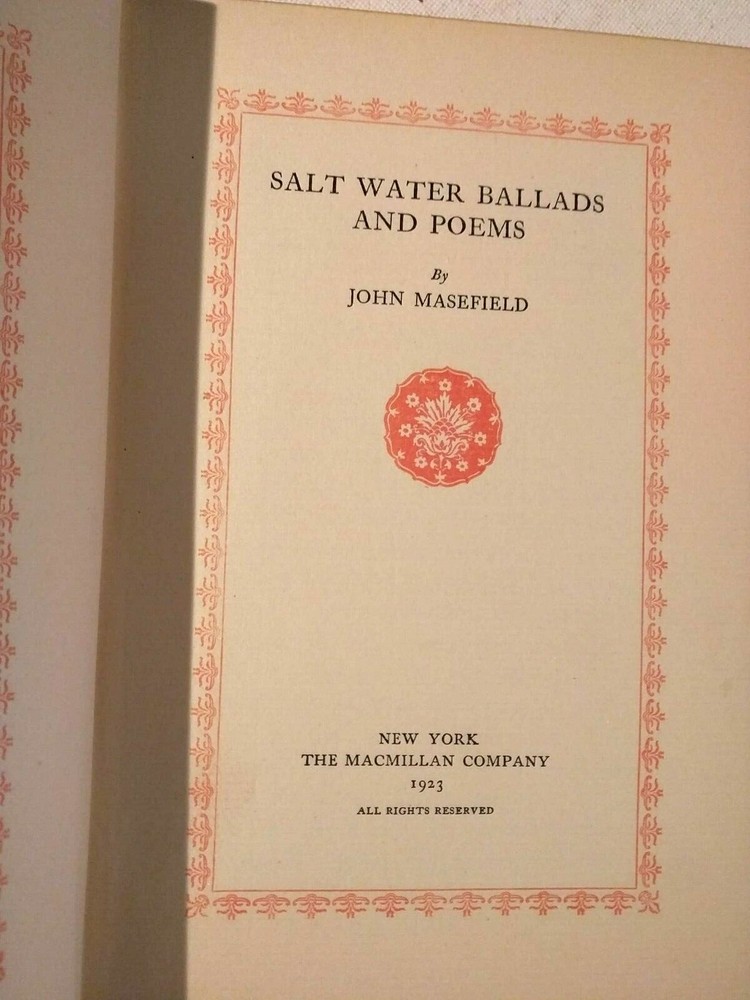 SALT WATER BALLADS
AND POEMS
By
JOHN MASEFIELD
NEW YORK
THE MACMILLAN COMPANY
1923
ALL RIGHTS RESERVED